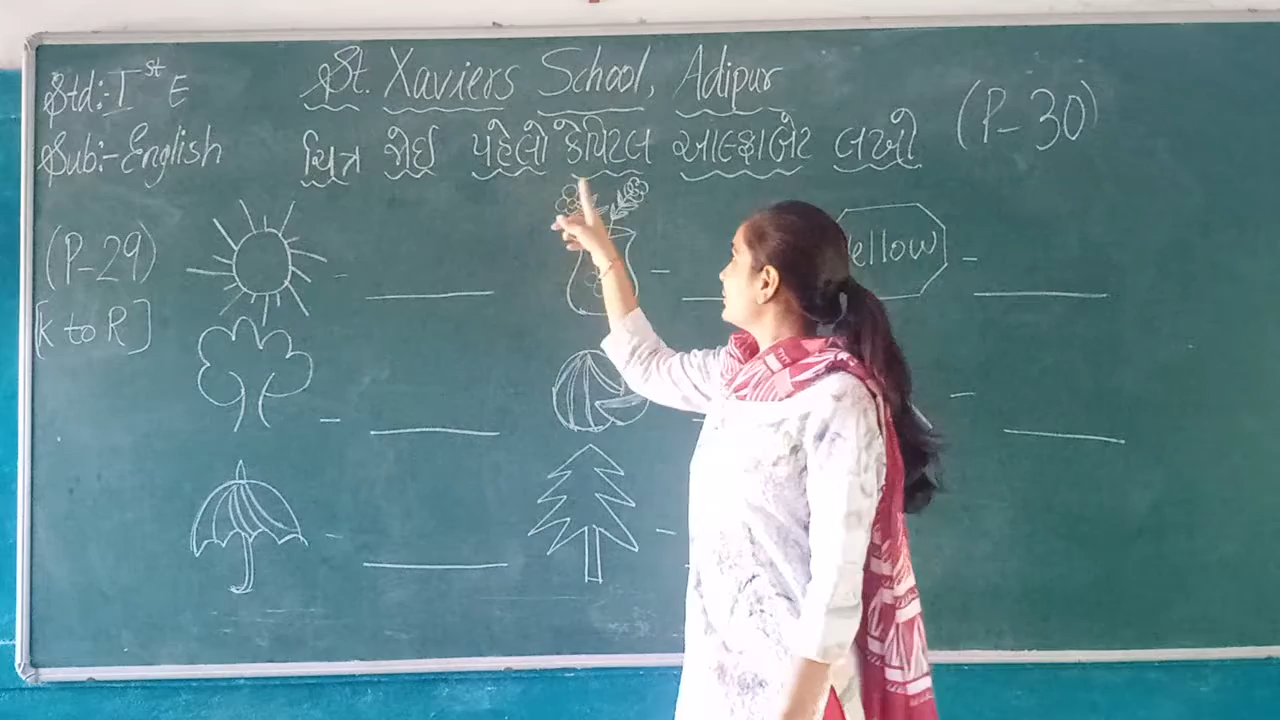 Std:- Iˢᵗ E
St. Xaviers School, Adipur
Sub:- English
ચિત્ર જોઈ પહેલો કેપિટલ આલ્ફાબેટ લખો
(P- 30)
(P-29)
[K to R]
ellow